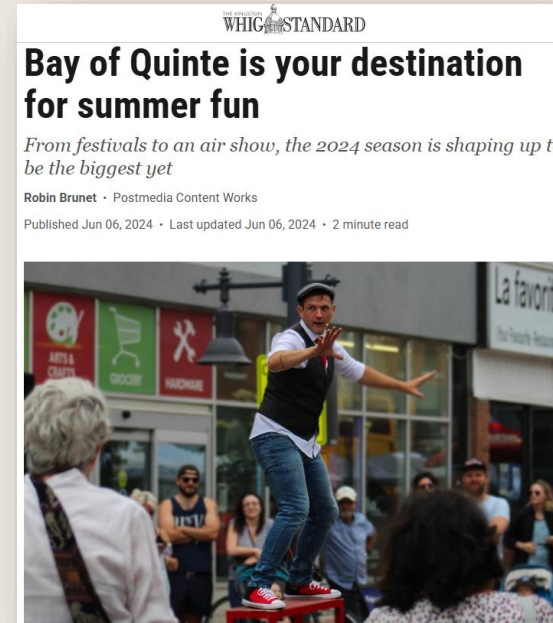 THE KINGSTON
WHIG STANDARD
Bay of Quinte is your destination
for summer fun
From festivals to an air show, the 2024 season is shaping up t
be the biggest yet
Robin Brunet • Postmedia Content Works
Published Jun 06, 2024 • Last updated Jun 06, 2024 • 2 minute read
La favorit
ARTS &
CRAFTS
GROCERY
HARDWARE
Your Favourite